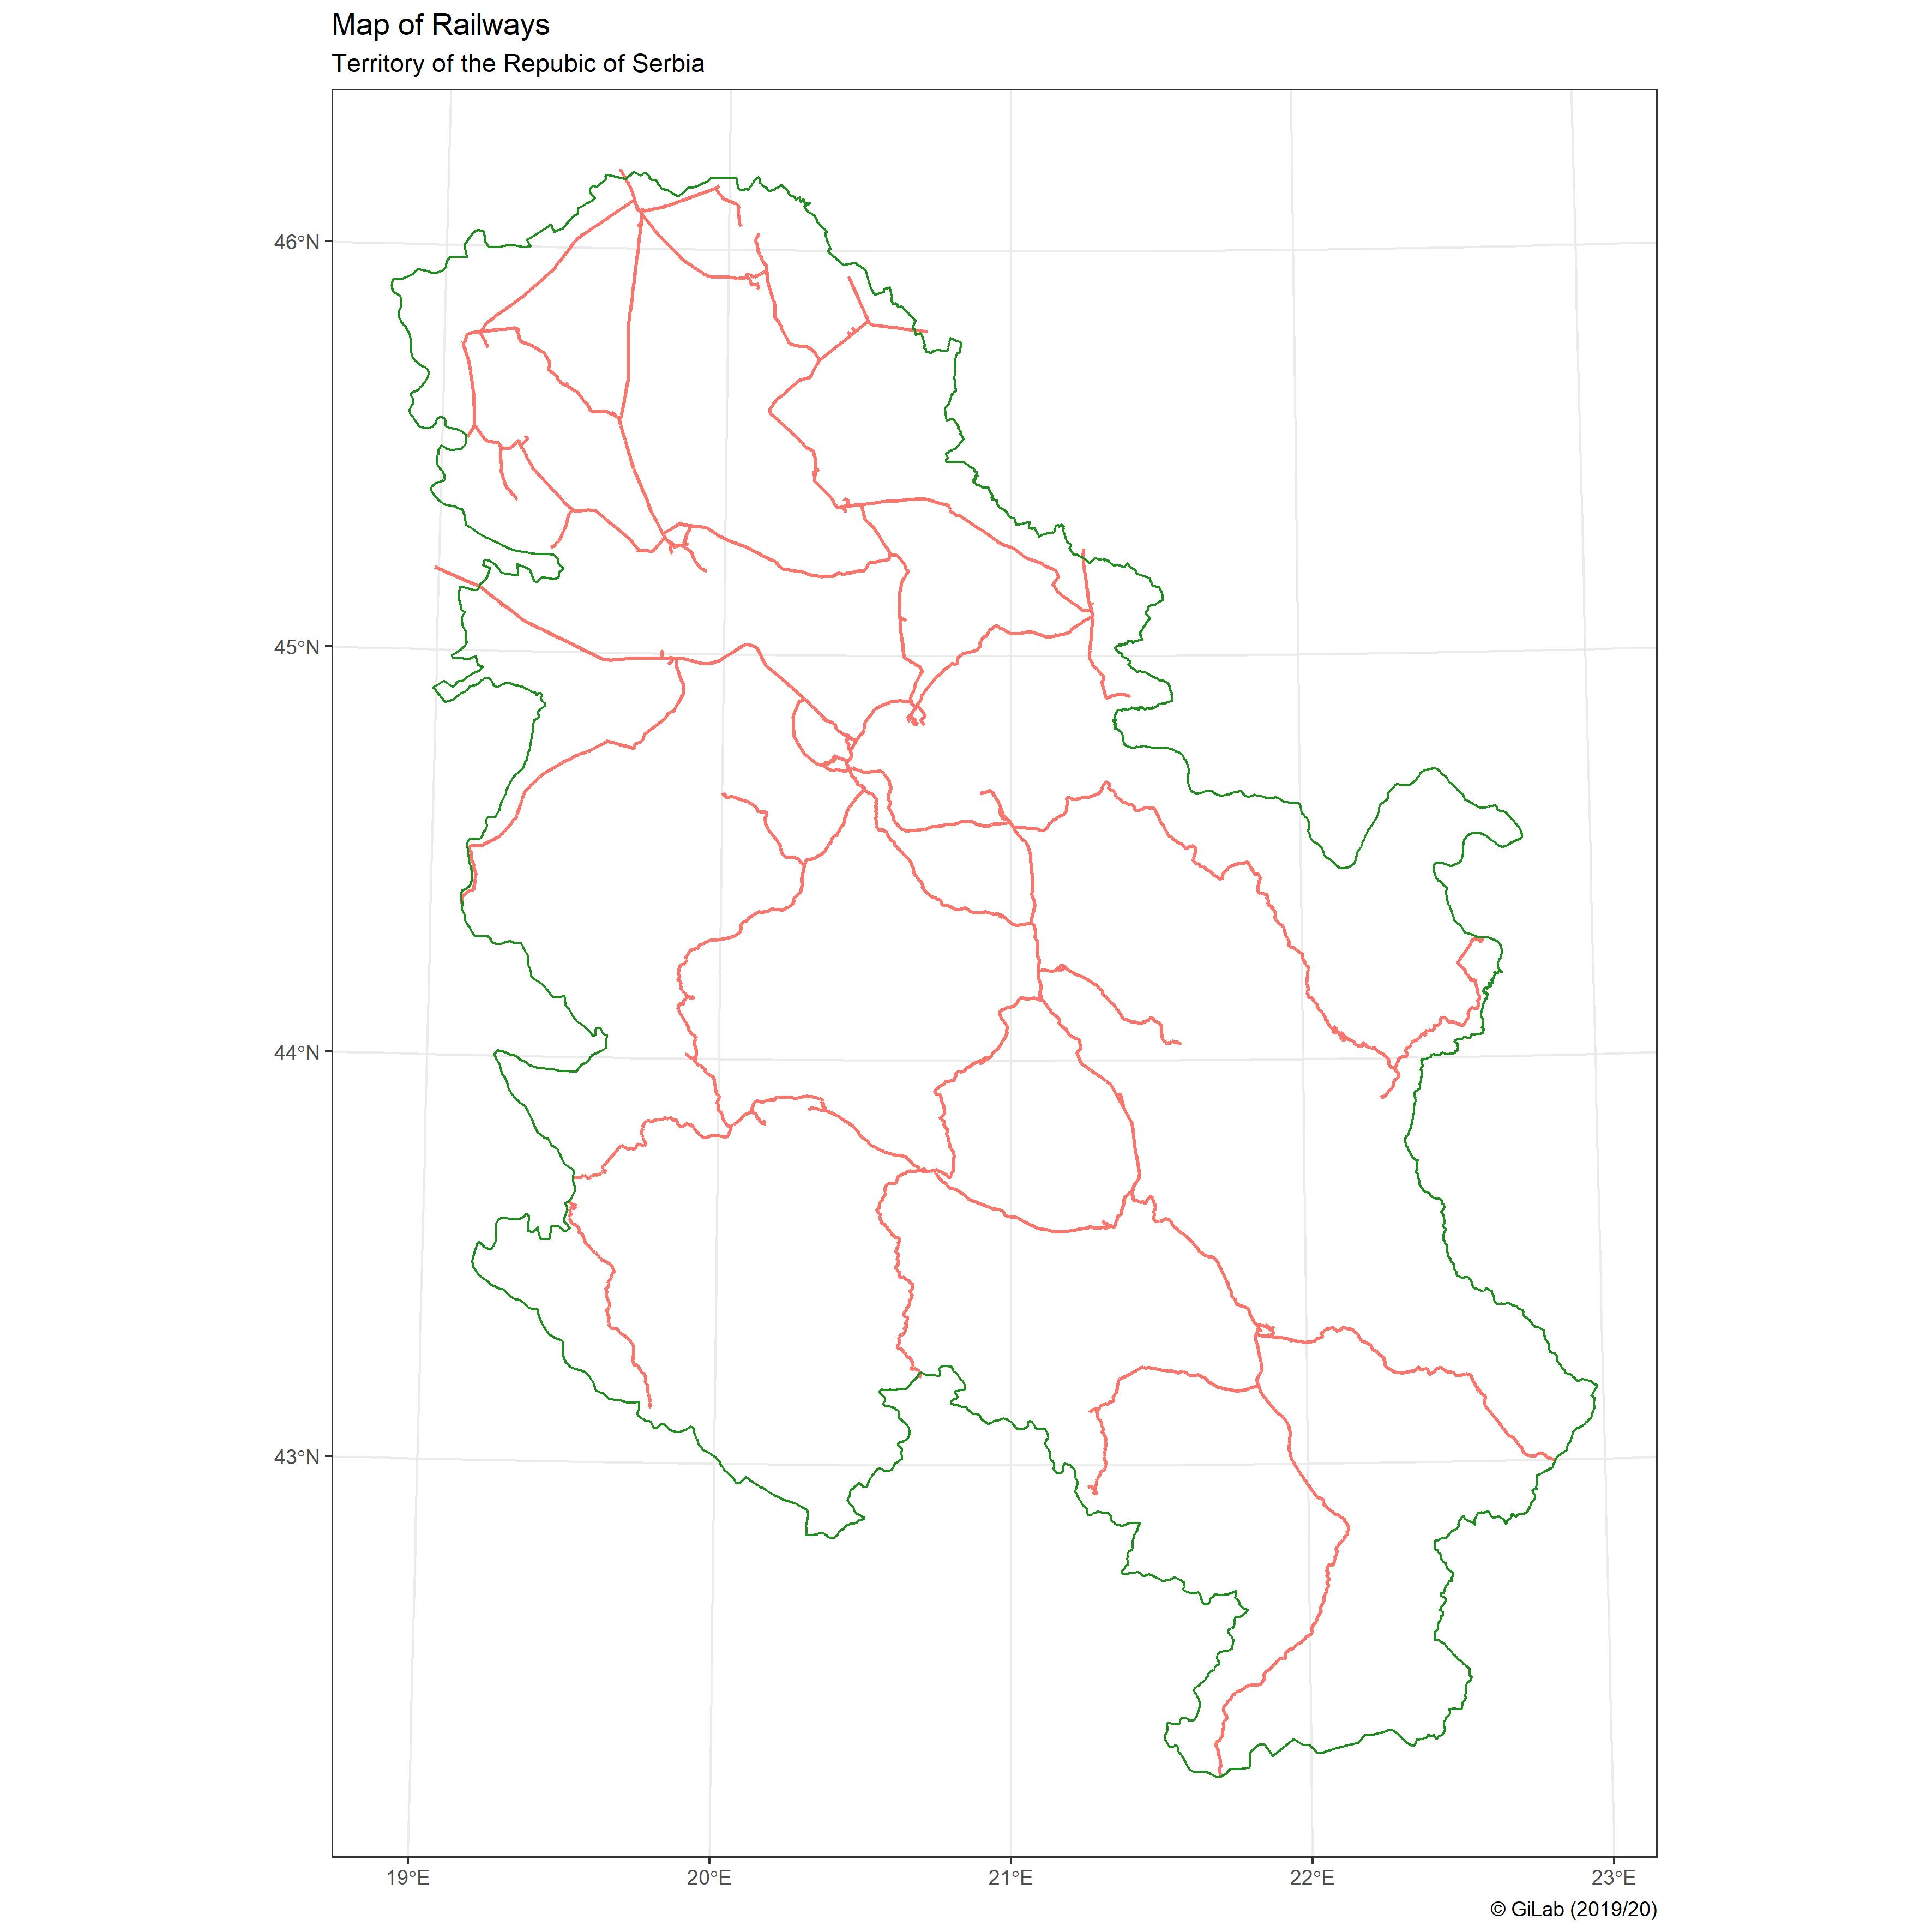 Map of Railways
Territory of the Repubic of Serbia
46°N
45°N
44°N
43°N
19°E
20°E
21°E
22°E
23°E
© GiLab (2019/20)